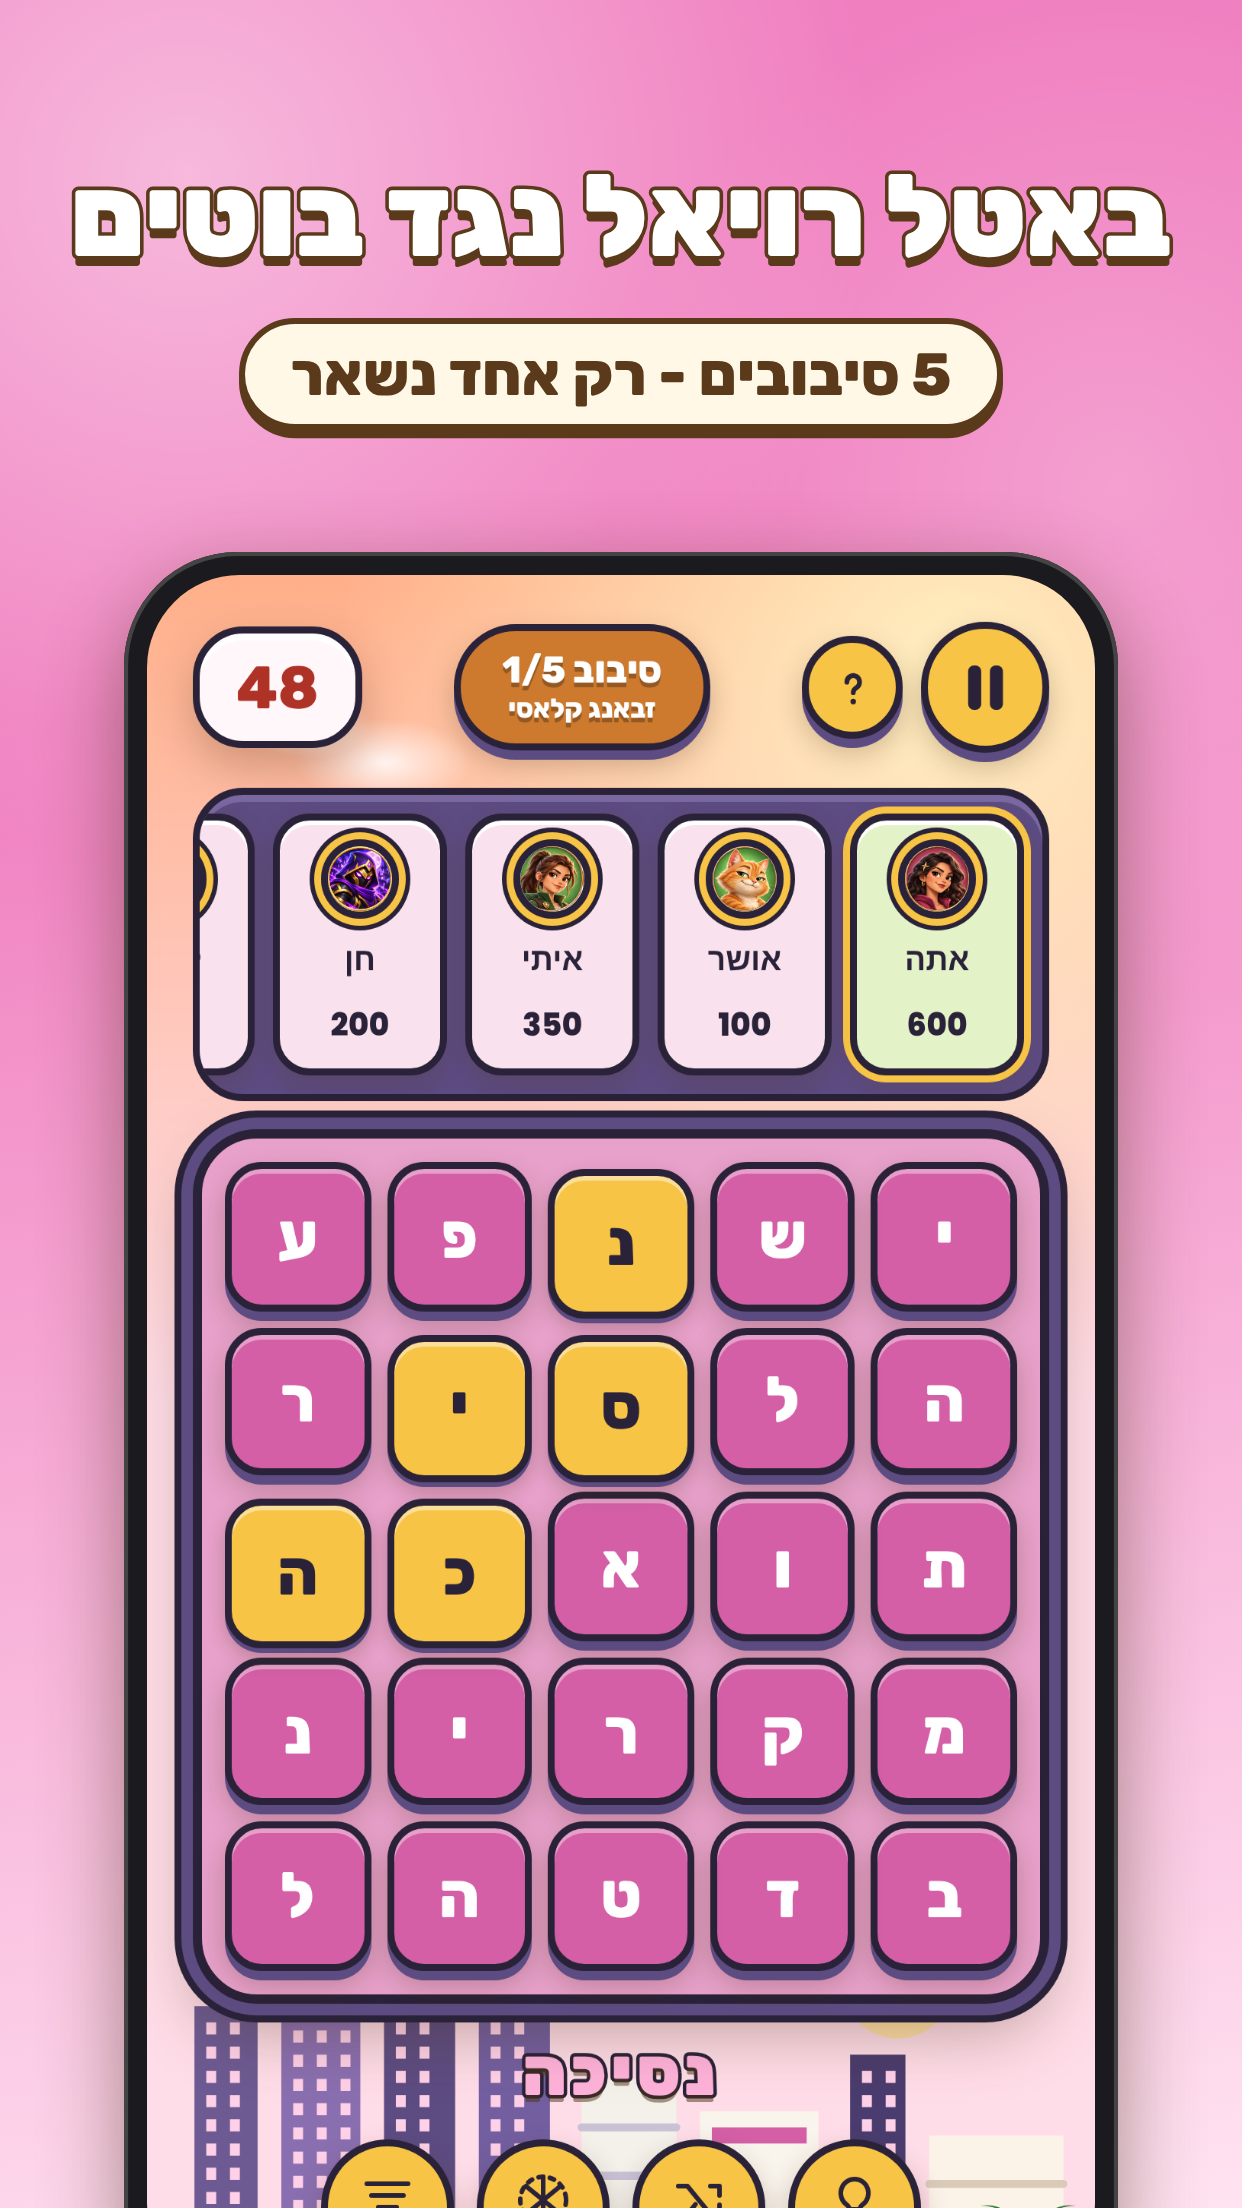 באטל רויאל נגד בוטים
5 סיבובים - רק אחד נשאר
? סיבוב 1/5 48
זבאנג קלאסי
אתה אושר איתי חן
600 100 350 200
י ש נ פ ע
ה ל ס י ר
ת ו א כ ה
מ ק ר י נ
ב ד ט ה ל
נסיכה